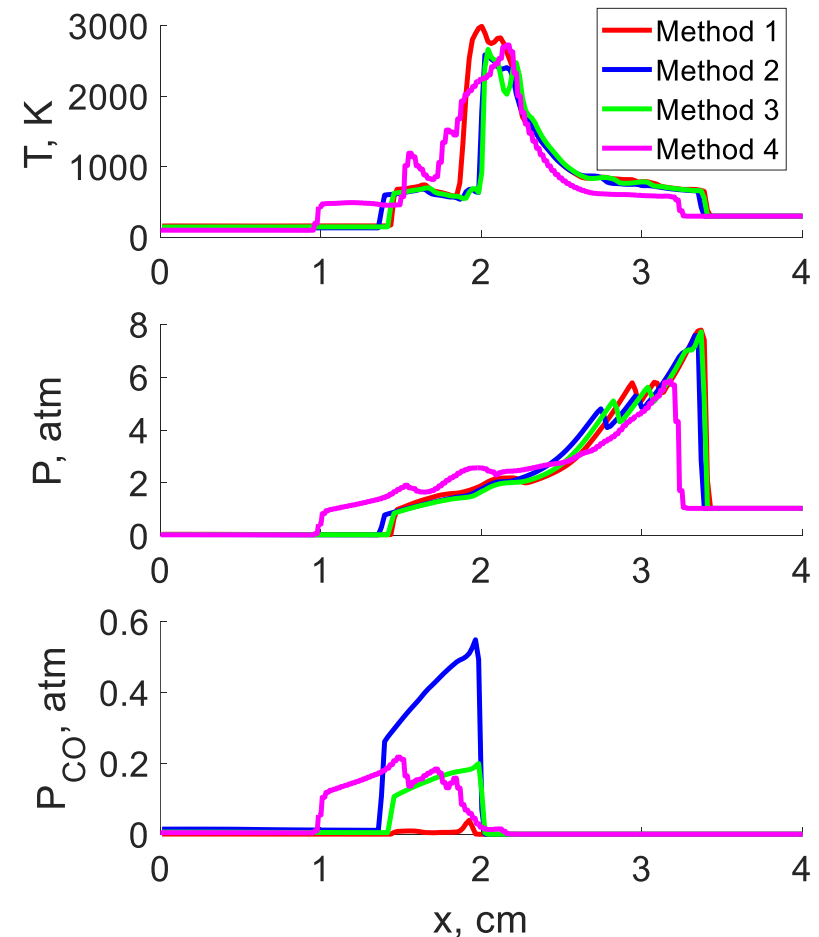 3000
2000
1000
0
T, K
0 1 2 3 4
Method 1
Method 2
Method 3
Method 4
8
6
4
2
0
P, atm
0 1 2 3 4
0.6
0.4
0.2
0
P_CO, atm
0 1 2 3 4
x, cm